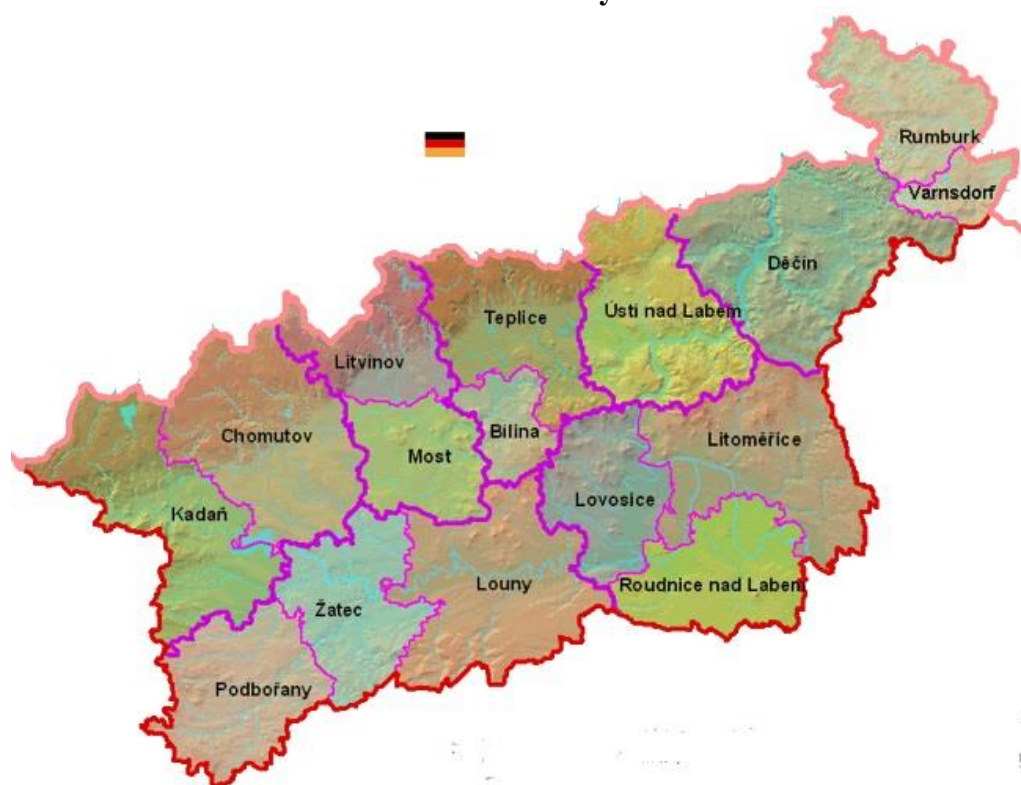 Rumburk
Varnsdorf
Děčín
Ústí nad Labem
Teplice
Litvínov
Bílina
Litoměřice
Chomutov
Most
Lovosice
Kadaň
Louny
Roudnice nad Labem
Žatec
Podbořany